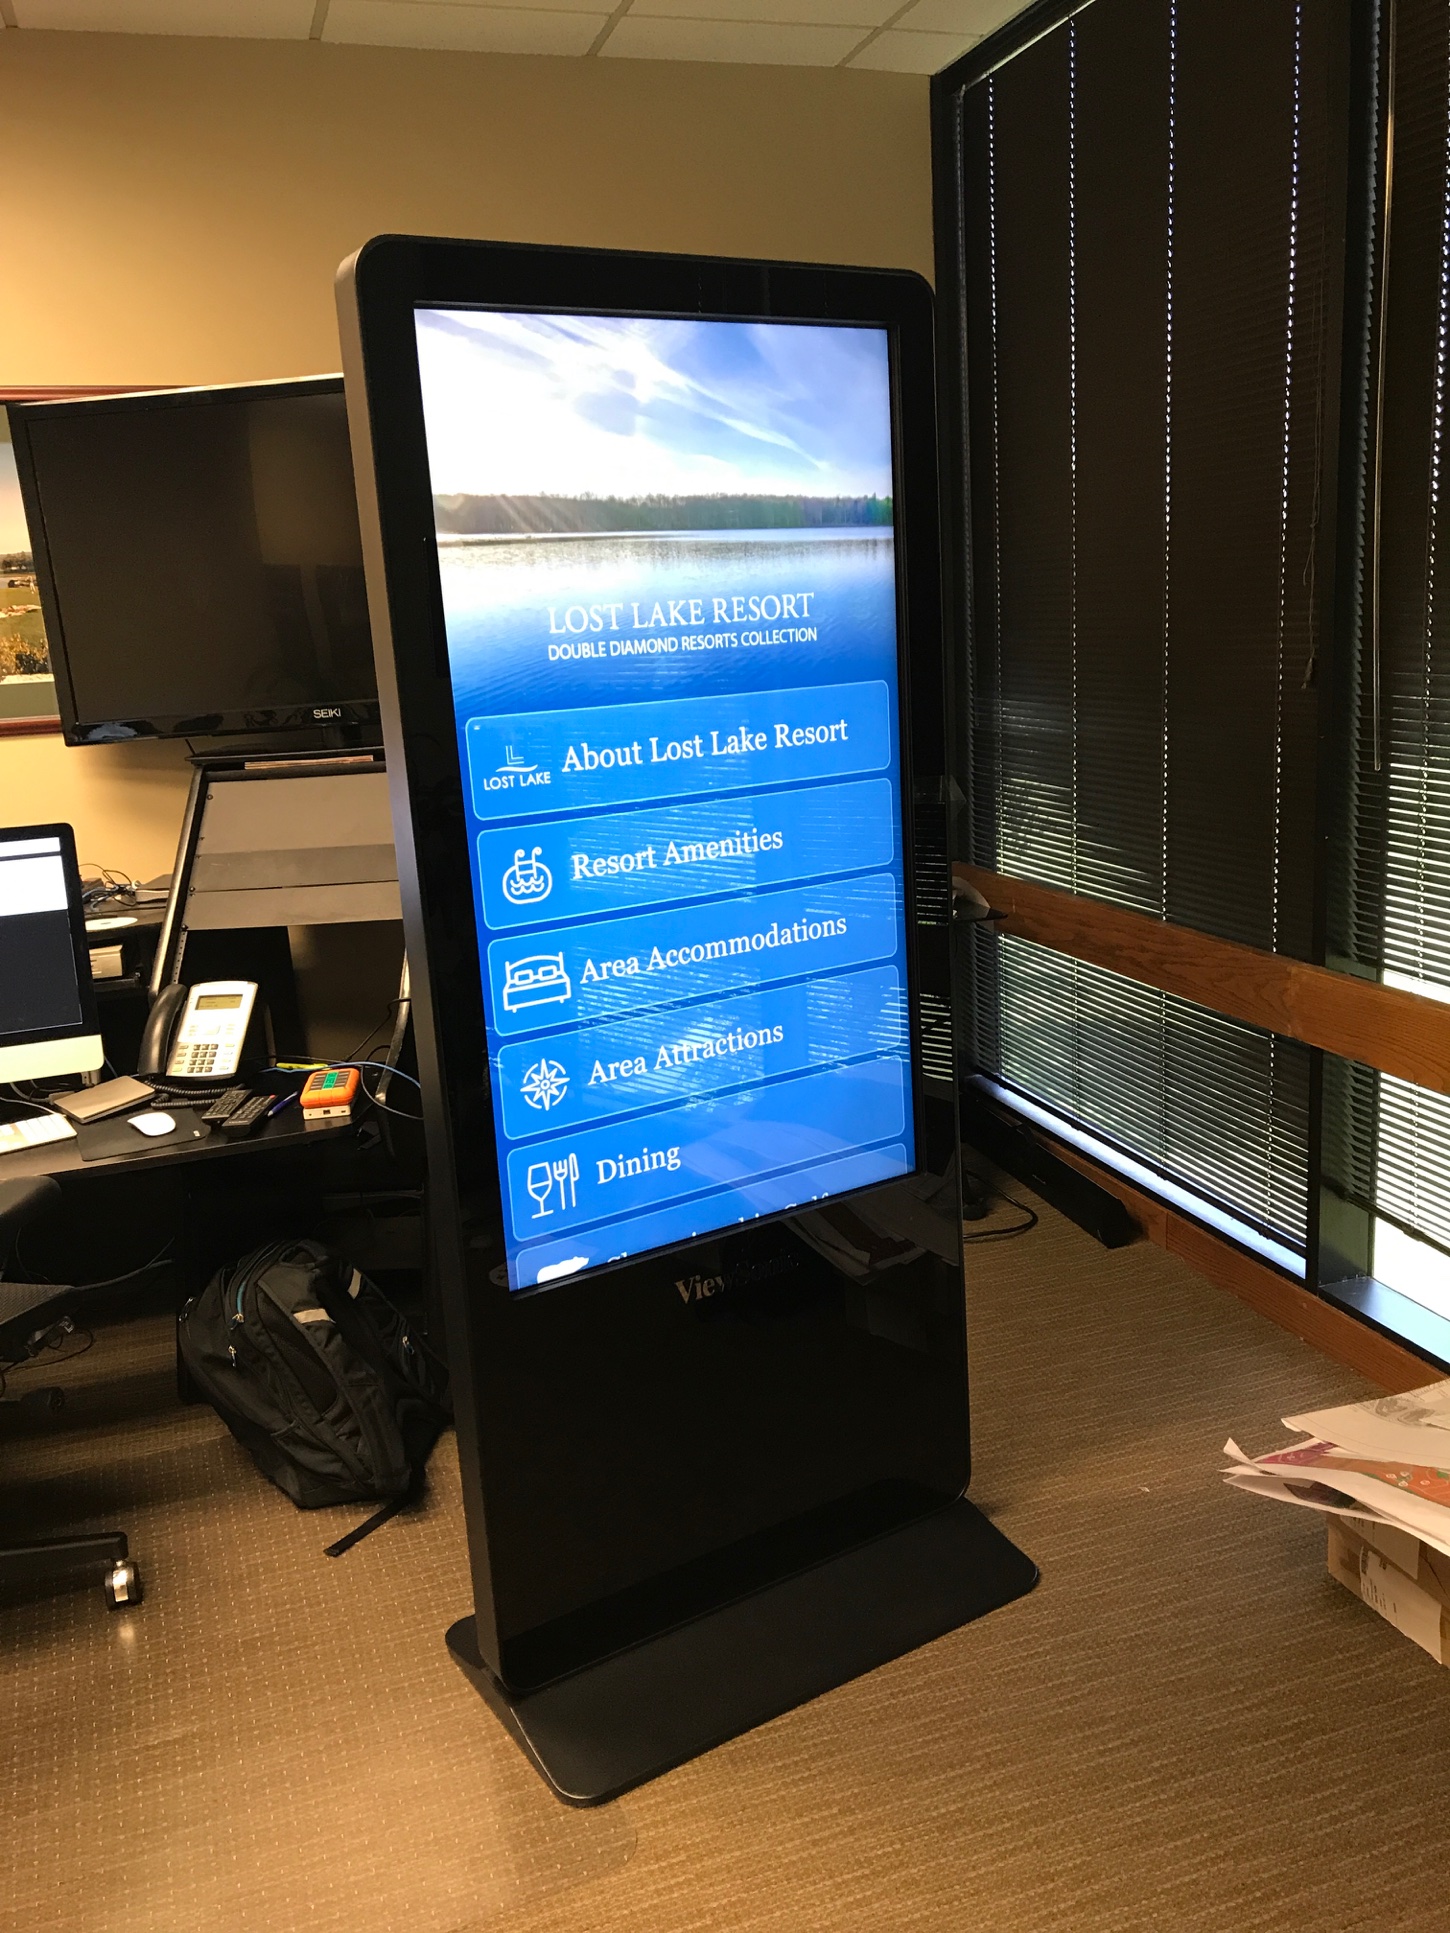 LOST LAKE RESORT
DOUBLE DIAMOND RESORTS COLLECTION
LOST LAKE
About Lost Lake Resort
Resort Amenities
Area Accommodations
Area Attractions
Dining
ViewSonic
SEIKI